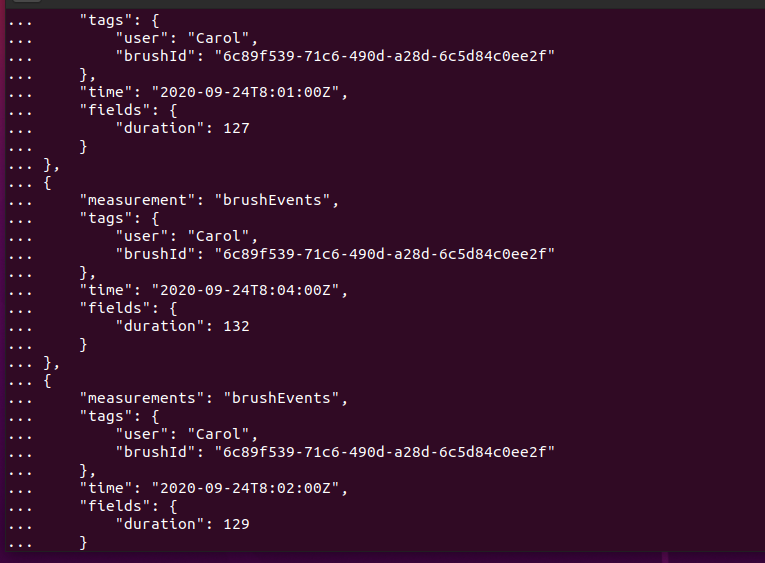 ...     "tags": {
...         "user": "Carol",
...         "brushId": "6c89f539-71c6-490d-a28d-6c5d84c0ee2f"
...     },
...     "time": "2020-09-24T8:01:00Z",
...     "fields": {
...         "duration": 127
...     }
... },
... {
...     "measurement": "brushEvents",
...     "tags": {
...         "user": "Carol",
...         "brushId": "6c89f539-71c6-490d-a28d-6c5d84c0ee2f"
...     },
...     "time": "2020-09-24T8:04:00Z",
...     "fields": {
...         "duration": 132
...     }
... },
... {
...     "measurements": "brushEvents",
...     "tags": {
...         "user": "Carol",
...         "brushId": "6c89f539-71c6-490d-a28d-6c5d84c0ee2f"
...     },
...     "time": "2020-09-24T8:02:00Z",
...     "fields": {
...         "duration": 129
...     }